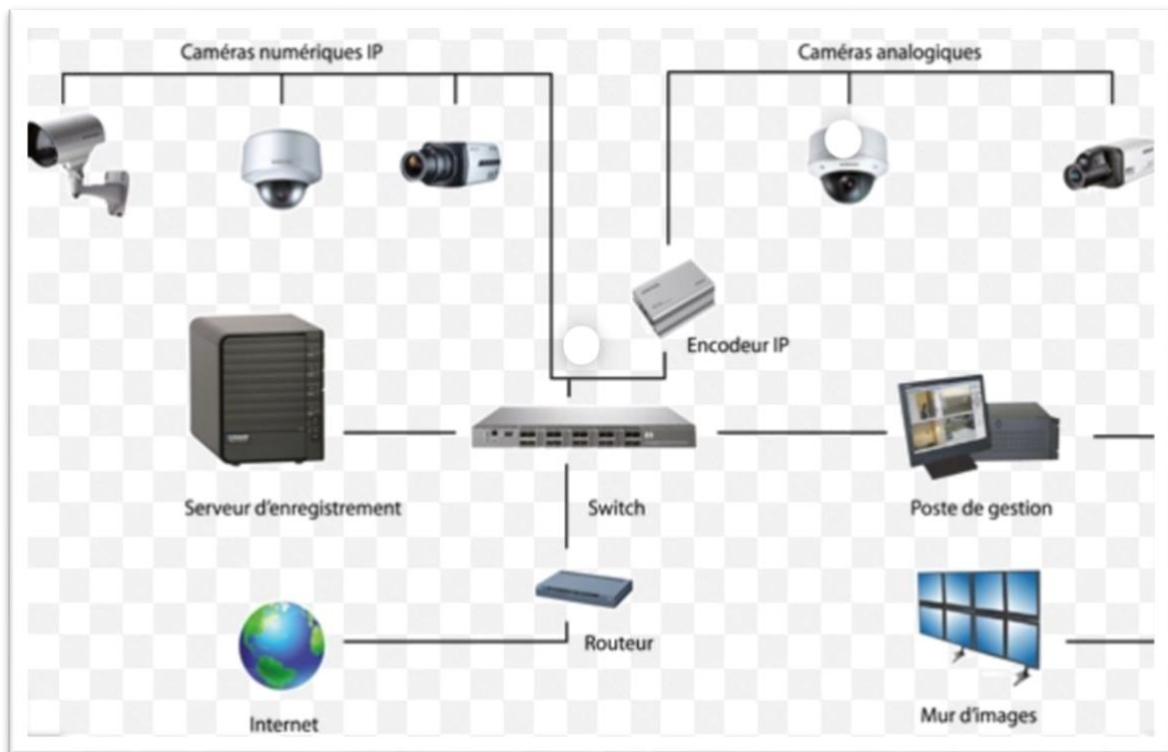 Caméras numériques IP
Caméras analogiques
Encodeur IP
Serveur d'enregistrement
Switch
Poste de gestion
Routeur
Internet
Mur d'images